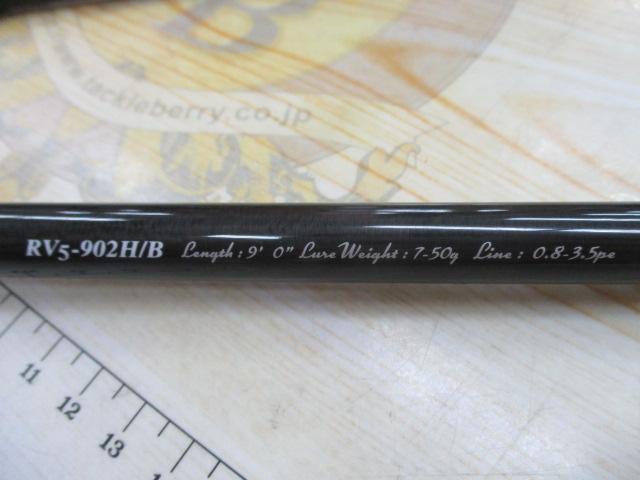 www.tackleberry.co.jp
RV5-902H/B Length : 9' 0" Lure Weight : 7-50g Line : 0.8-3.5pe
11
12
13